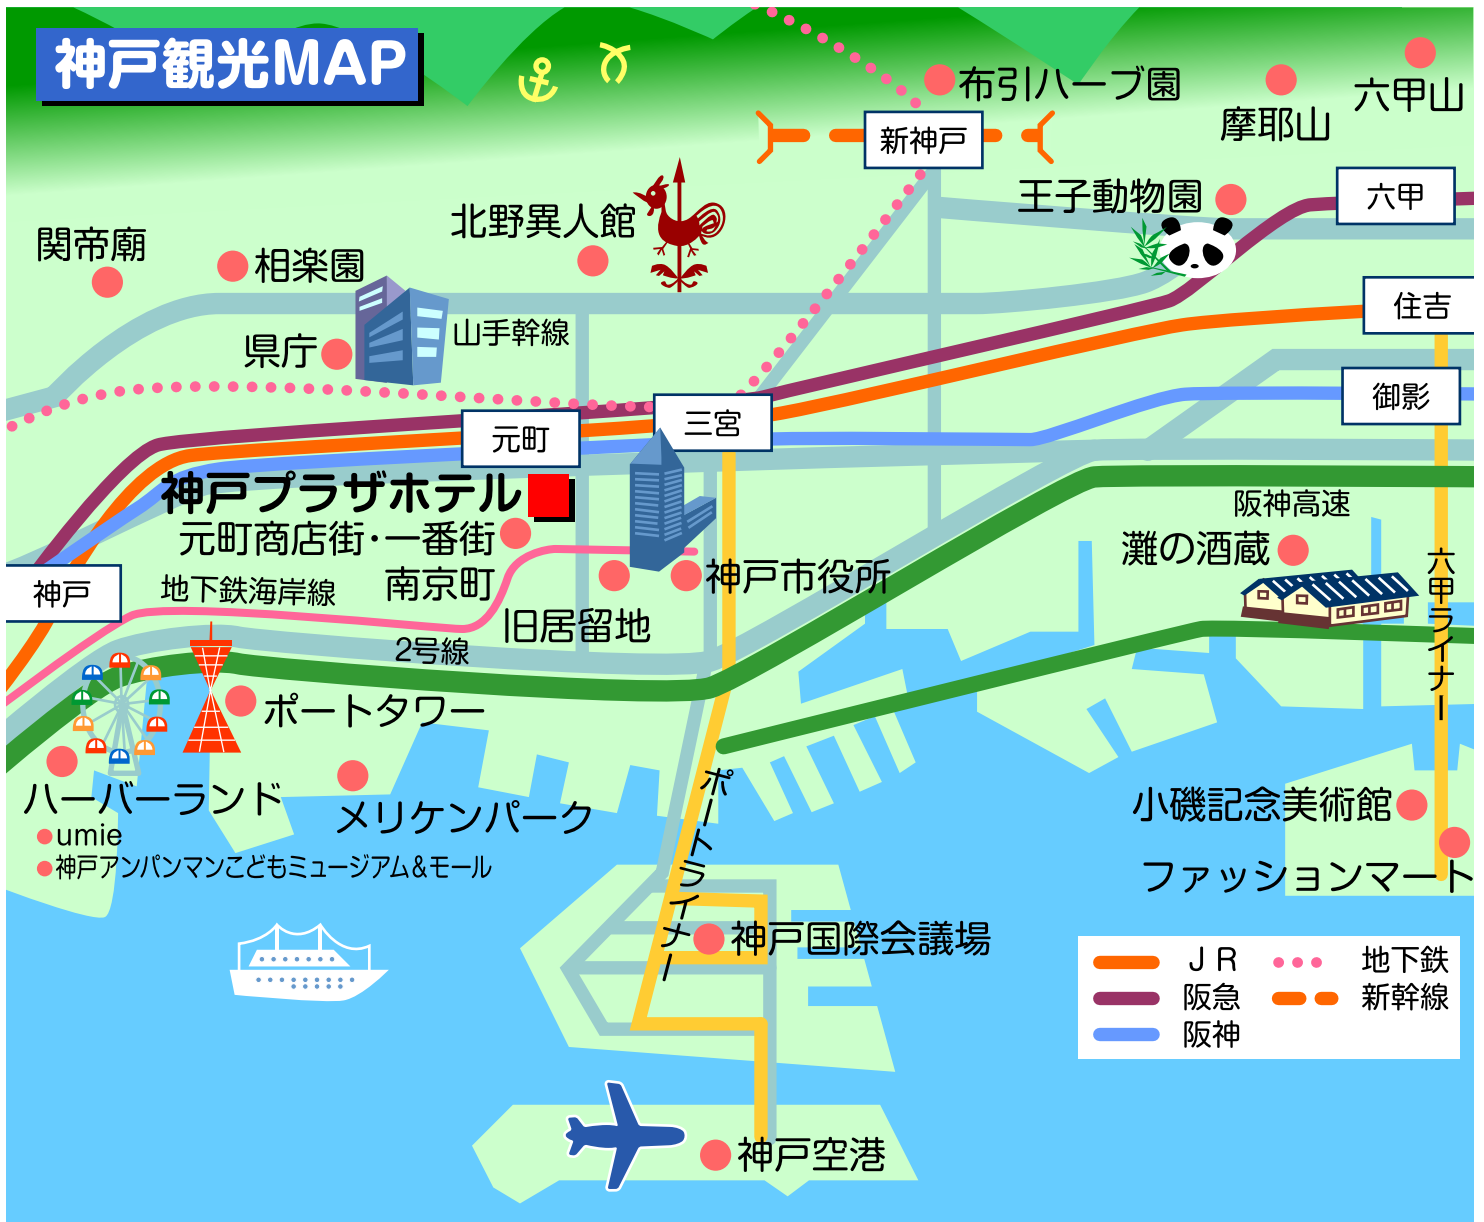 神戸観光MAP
布引ハーブ園
摩耶山
六甲山
新神戸
王子動物園
六甲
北野異人館
関帝廟
相楽園
住吉
県庁
山手幹線
御影
元町
三宮
神戸プラザホテル
元町商店街・一番街
阪神高速
灘の酒蔵
南京町
神戸市役所
六甲ライナー
神戸
地下鉄海岸線
旧居留地
2号線
ポートタワー
ハーバーランド
メリケンパーク
ポートライナー
umie
神戸アンパンマンこどもミュージアム&モール
小磯記念美術館
ファッションマート
神戸国際会議場
JR
地下鉄
阪急
新幹線
阪神
神戸空港